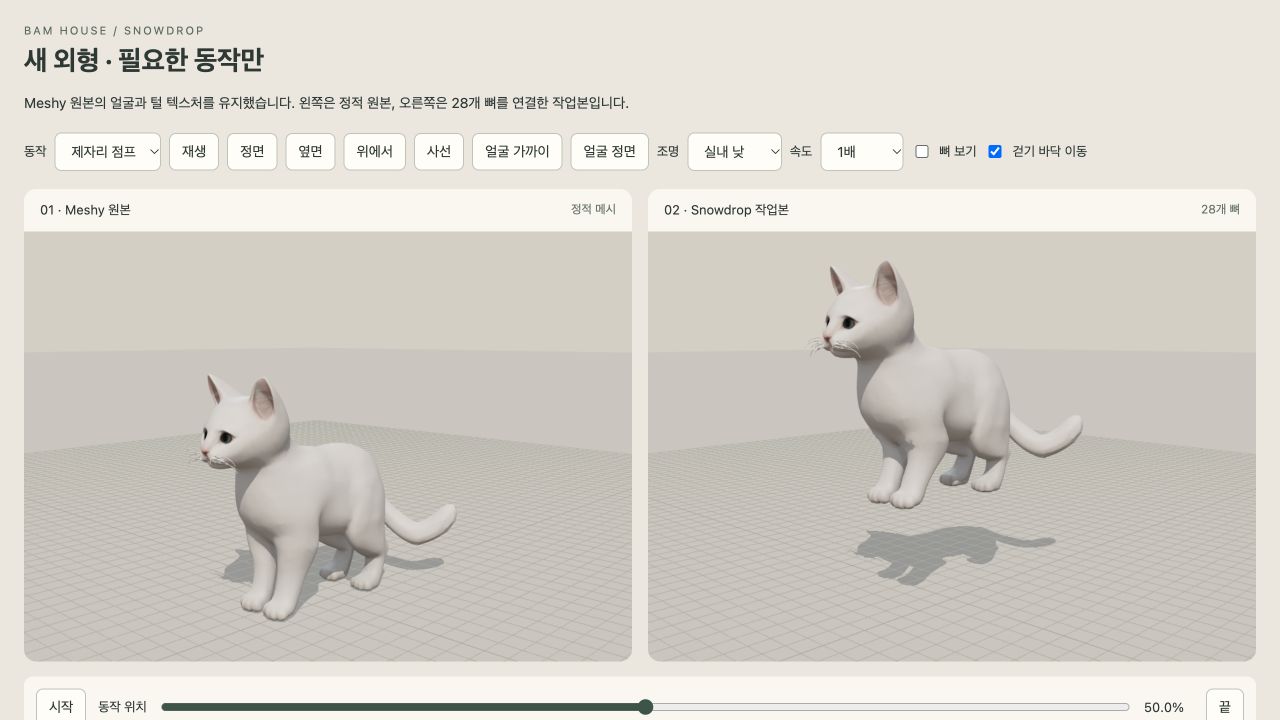 BAM HOUSE / SNOWDROP
새 외형 · 필요한 동작만
Meshy 원본의 얼굴과 털 텍스처를 유지했습니다. 왼쪽은 정적 원본, 오른쪽은 28개 뼈를 연결한 작업본입니다.
동작 제자리 점프 재생 정면 옆면 위에서 사선 얼굴 가까이 얼굴 정면 조명 실내 낮 속도 1배 뼈 보기 걷기 바닥 이동
01 · Meshy 원본 정적 메시
02 · Snowdrop 작업본 28개 뼈
시작 동작 위치 50.0% 끝